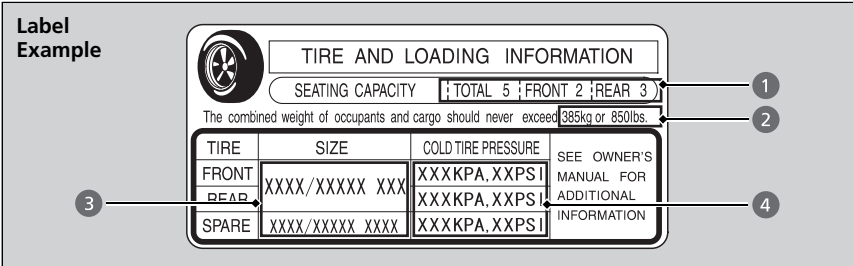 Label
Example
TIRE AND LOADING INFORMATION
SEATING CAPACITY TOTAL 5 FRONT 2 REAR 3
1
The combined weight of occupants and cargo should never exceed 385kg or 850lbs.
2
TIRE SIZE COLD TIRE PRESSURE
SEE OWNER'S
MANUAL FOR
ADDITIONAL
INFORMATION
FRONT XXXX/XXXXX XXX XXXKPA,XXPSI
REAR XXXKPA,XXPSI
SPARE XXXX/XXXXX XXXX XXXKPA,XXPSI
3
4